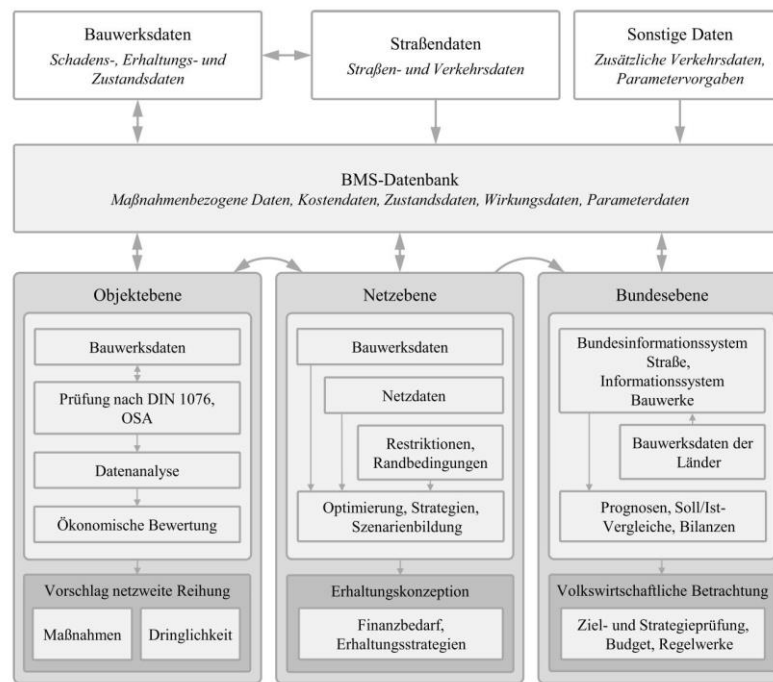 Bauwerksdaten
Schadens-, Erhaltungs- und
Zustandsdaten
Straßendaten
Straßen- und Verkehrsdaten
Sonstige Daten
Zusätzliche Verkehrsdaten,
Parametervorgaben
BMS-Datenbank
Maßnahmenbezogene Daten, Kostendaten, Zustandsdaten, Wirkungsdaten, Parameterdaten
Objektebene
Bauwerksdaten
Prüfung nach DIN 1076,
OSA
Datenanalyse
Ökonomische Bewertung
Vorschlag netzweite Reihung
Maßnahmen
Dringlichkeit
Netzebene
Bauwerksdaten
Netzdaten
Restriktionen,
Randbedingungen
Optimierung, Strategien,
Szenarienbildung
Erhaltungskonzeption
Finanzbedarf,
Erhaltungsstrategien
Bundesebene
Bundesinformationssystem
Straße,
Informationssystem
Bauwerke
Bauwerksdaten der
Länder
Prognosen, Soll/Ist-
Vergleiche, Bilanzen
Volkswirtschaftliche Betrachtung
Ziel- und Strategieprüfung,
Budget, Regelwerke